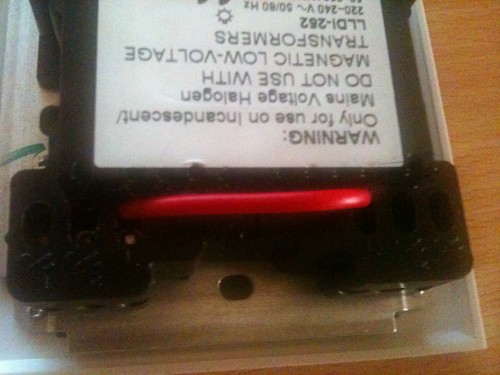 WARNING:
Only for use on Incandescent/
Mains Voltage Halogen
DO NOT USE WITH
MAGNETIC LOW-VOLTAGE
TRANSFORMERS
LLDI-252
220-240 V~ 50/60 Hz